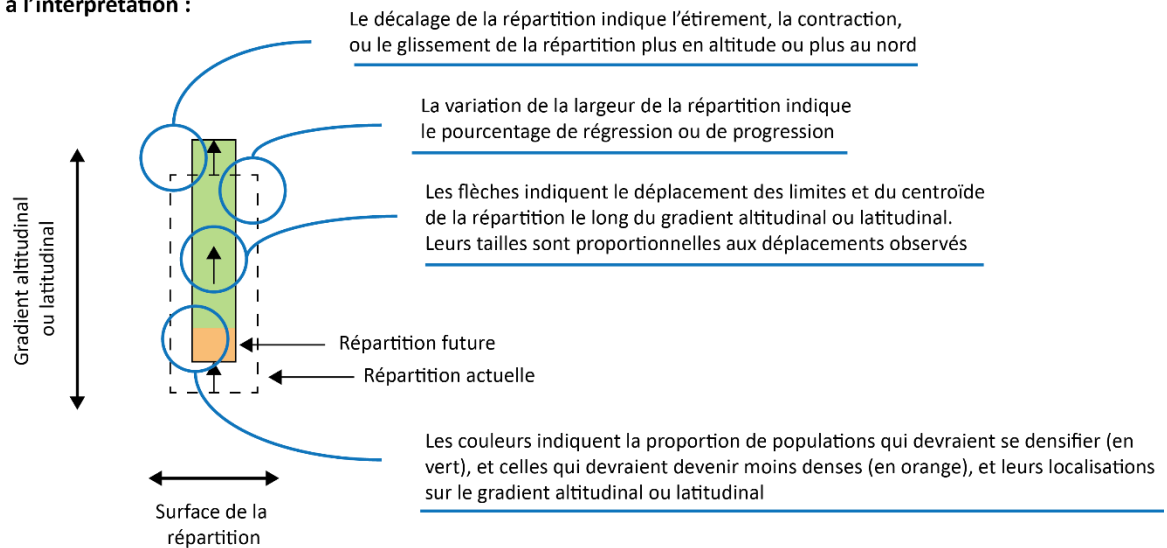 à l’interprétation :
Le décalage de la répartition indique l’étirement, la contraction,
ou le glissement de la répartition plus en altitude ou plus au nord
La variation de la largeur de la répartition indique
le pourcentage de régression ou de progression
Les flèches indiquent le déplacement des limites et du centroïde
de la répartition le long du gradient altitudinal ou latitudinal.
Leurs tailles sont proportionnelles aux déplacements observés
Gradient altitudinal
ou latitudinal
Répartition future
Répartition actuelle
Les couleurs indiquent la proportion de populations qui devraient se densifier (en
vert), et celles qui devraient devenir moins denses (en orange), et leurs localisations
sur le gradient altitudinal ou latitudinal
Surface de la
répartition